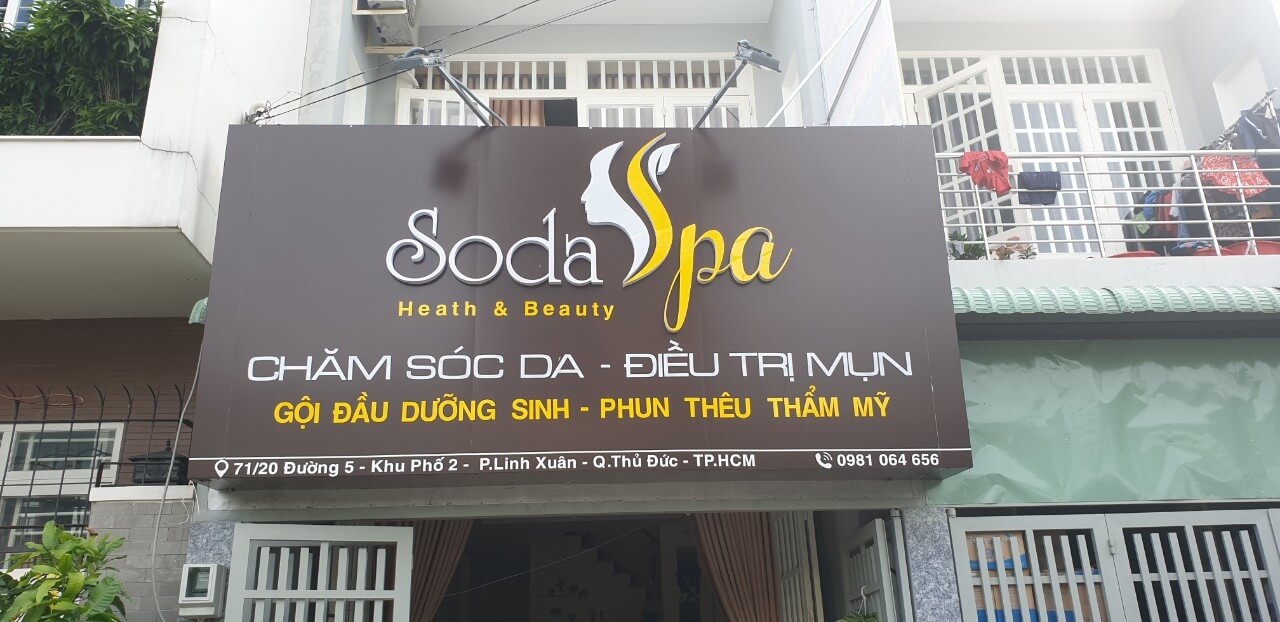 Soda Spa
Heath & Beauty
CHĂM SÓC DA - ĐIỀU TRỊ MỤN
GỘI ĐẦU DƯỠNG SINH - PHUN THÊU THẨM MỸ
71/20 Đường 5 - Khu Phố 2 - P.Linh Xuân - Q.Thủ Đức - TP.HCM 0981 064 656